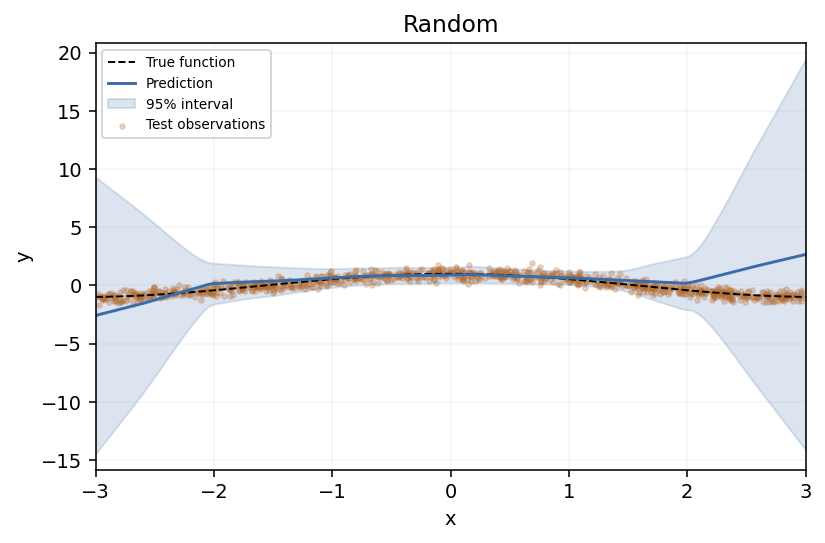 Random
True function
Prediction
95% interval
Test observations
20
15
10
5
0
−5
−10
−15
y
−3
−2
−1
0
1
2
3
x